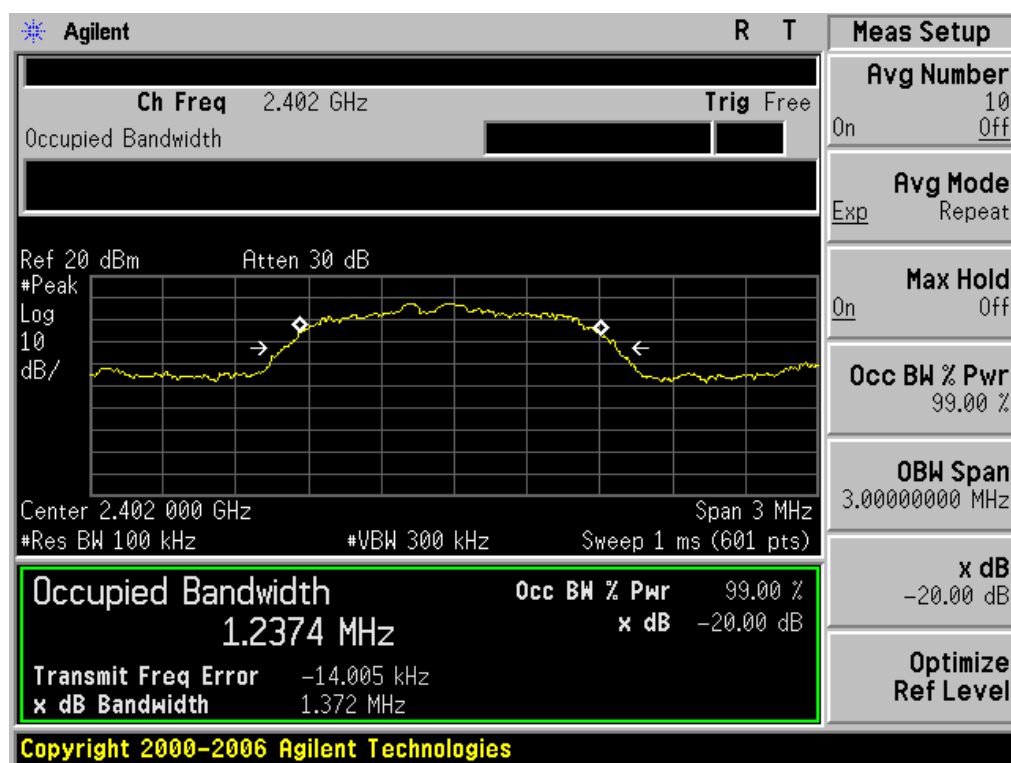 Agilent R T
Ch Freq 2.402 GHz Trig Free
Occupied Bandwidth
Ref 20 dBm Atten 30 dB
#Peak
Log
10
dB/
Center 2.402 000 GHz Span 3 MHz
#Res BW 100 kHz #VBW 300 kHz Sweep 1 ms (601 pts)
Occupied Bandwidth Occ BW % Pwr 99.00 %
1.2374 MHz x dB -20.00 dB
Transmit Freq Error -14.005 kHz
x dB Bandwidth 1.372 MHz
Meas Setup
Avg Number
10
On Off
Avg Mode
Exp Repeat
Max Hold
On Off
Occ BW % Pwr
99.00 %
OBW Span
3.00000000 MHz
x dB
-20.00 dB
Optimize
Ref Level
Copyright 2000-2006 Agilent Technologies